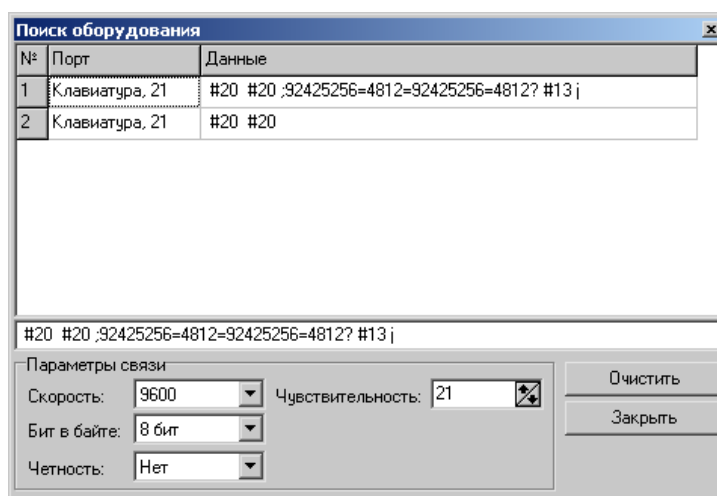 Поиск оборудования
№ Порт Данные
1 Клавиатура, 21 #20 #20 ;92425256=4812=92425256=4812? #13 j
2 Клавиатура, 21 #20 #20
#20 #20 ;92425256=4812=92425256=4812? #13 j
Параметры связи
Скорость: 9600 Чувствительность: 21
Бит в байте: 8 бит
Четность: Нет
Очистить
Закрыть